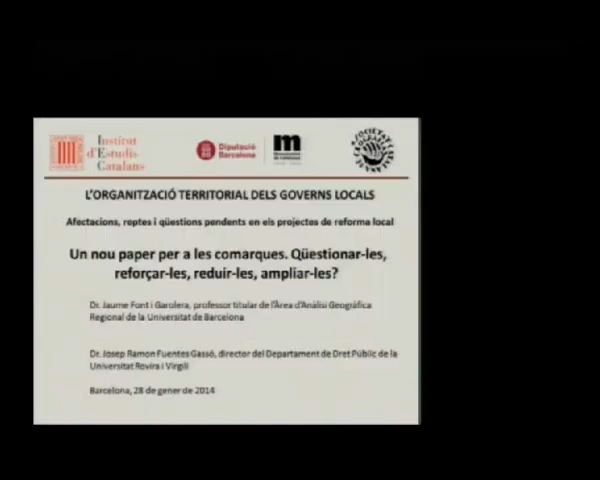 Institut
d'Estudis
Catalans
Diputació
Barcelona
m
L'ORGANITZACIÓ TERRITORIAL DELS GOVERNS LOCALS
Afectacions, reptes i qüestions pendents en els projectes de reforma local
Un nou paper per a les comarques. Qüestionar-les,
reforçar-les, reduir-les, ampliar-les?
Dr. Jaume Font i Garolera, professor titular de l'Àrea d'Anàlisi Geogràfica
Regional de la Universitat de Barcelona
Dr. Josep Ramon Fuentes Gassó, director del Departament de Dret Públic de la
Universitat Rovira i Virgili
Barcelona, 28 de gener de 2014